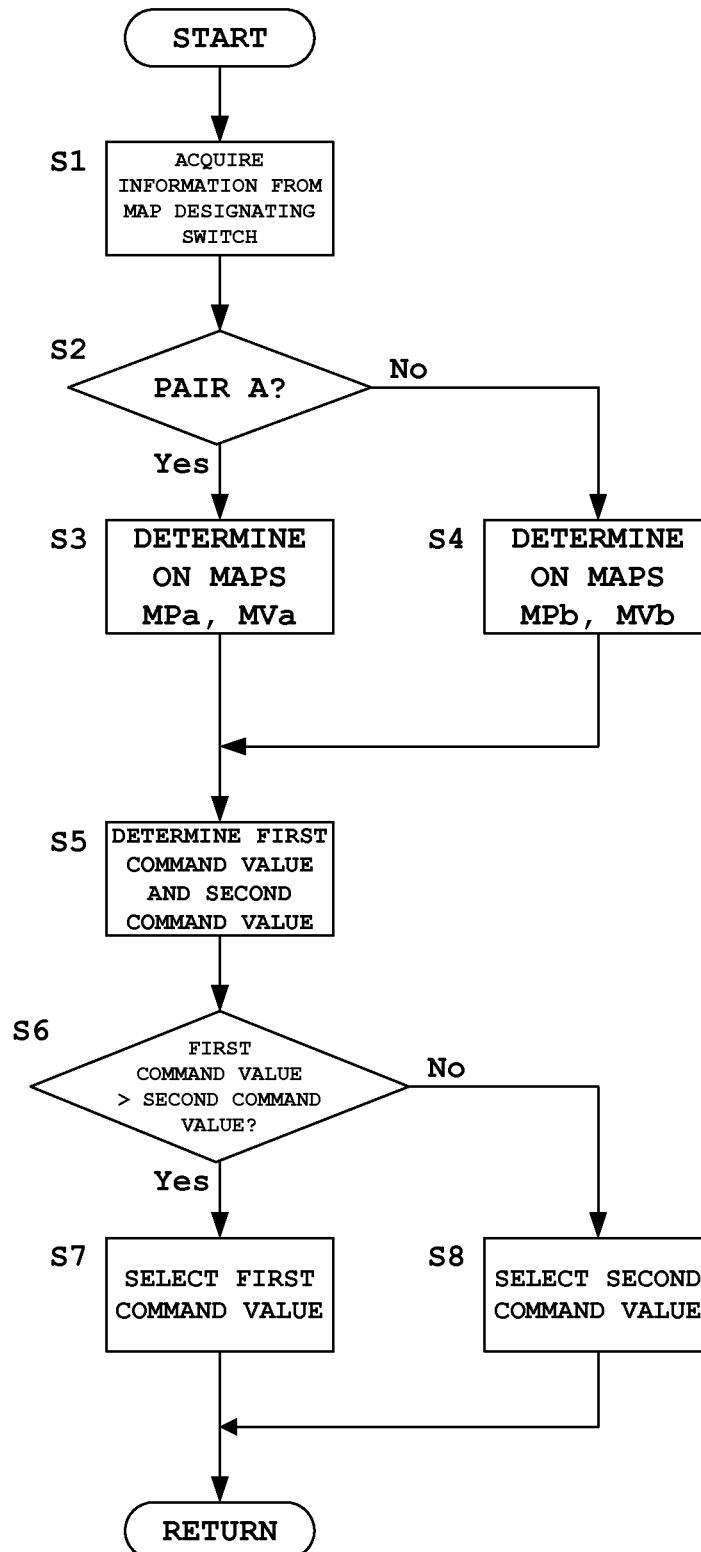 START
S1
ACQUIRE
INFORMATION FROM
MAP DESIGNATING
SWITCH
S2
PAIR A?
No
Yes
S3
DETERMINE
ON MAPS
MPa, MVa
S4
DETERMINE
ON MAPS
MPb, MVb
S5
DETERMINE FIRST
COMMAND VALUE
AND SECOND
COMMAND VALUE
S6
FIRST
COMMAND VALUE
> SECOND COMMAND
VALUE?
No
Yes
S7
SELECT FIRST
COMMAND VALUE
S8
SELECT SECOND
COMMAND VALUE
RETURN